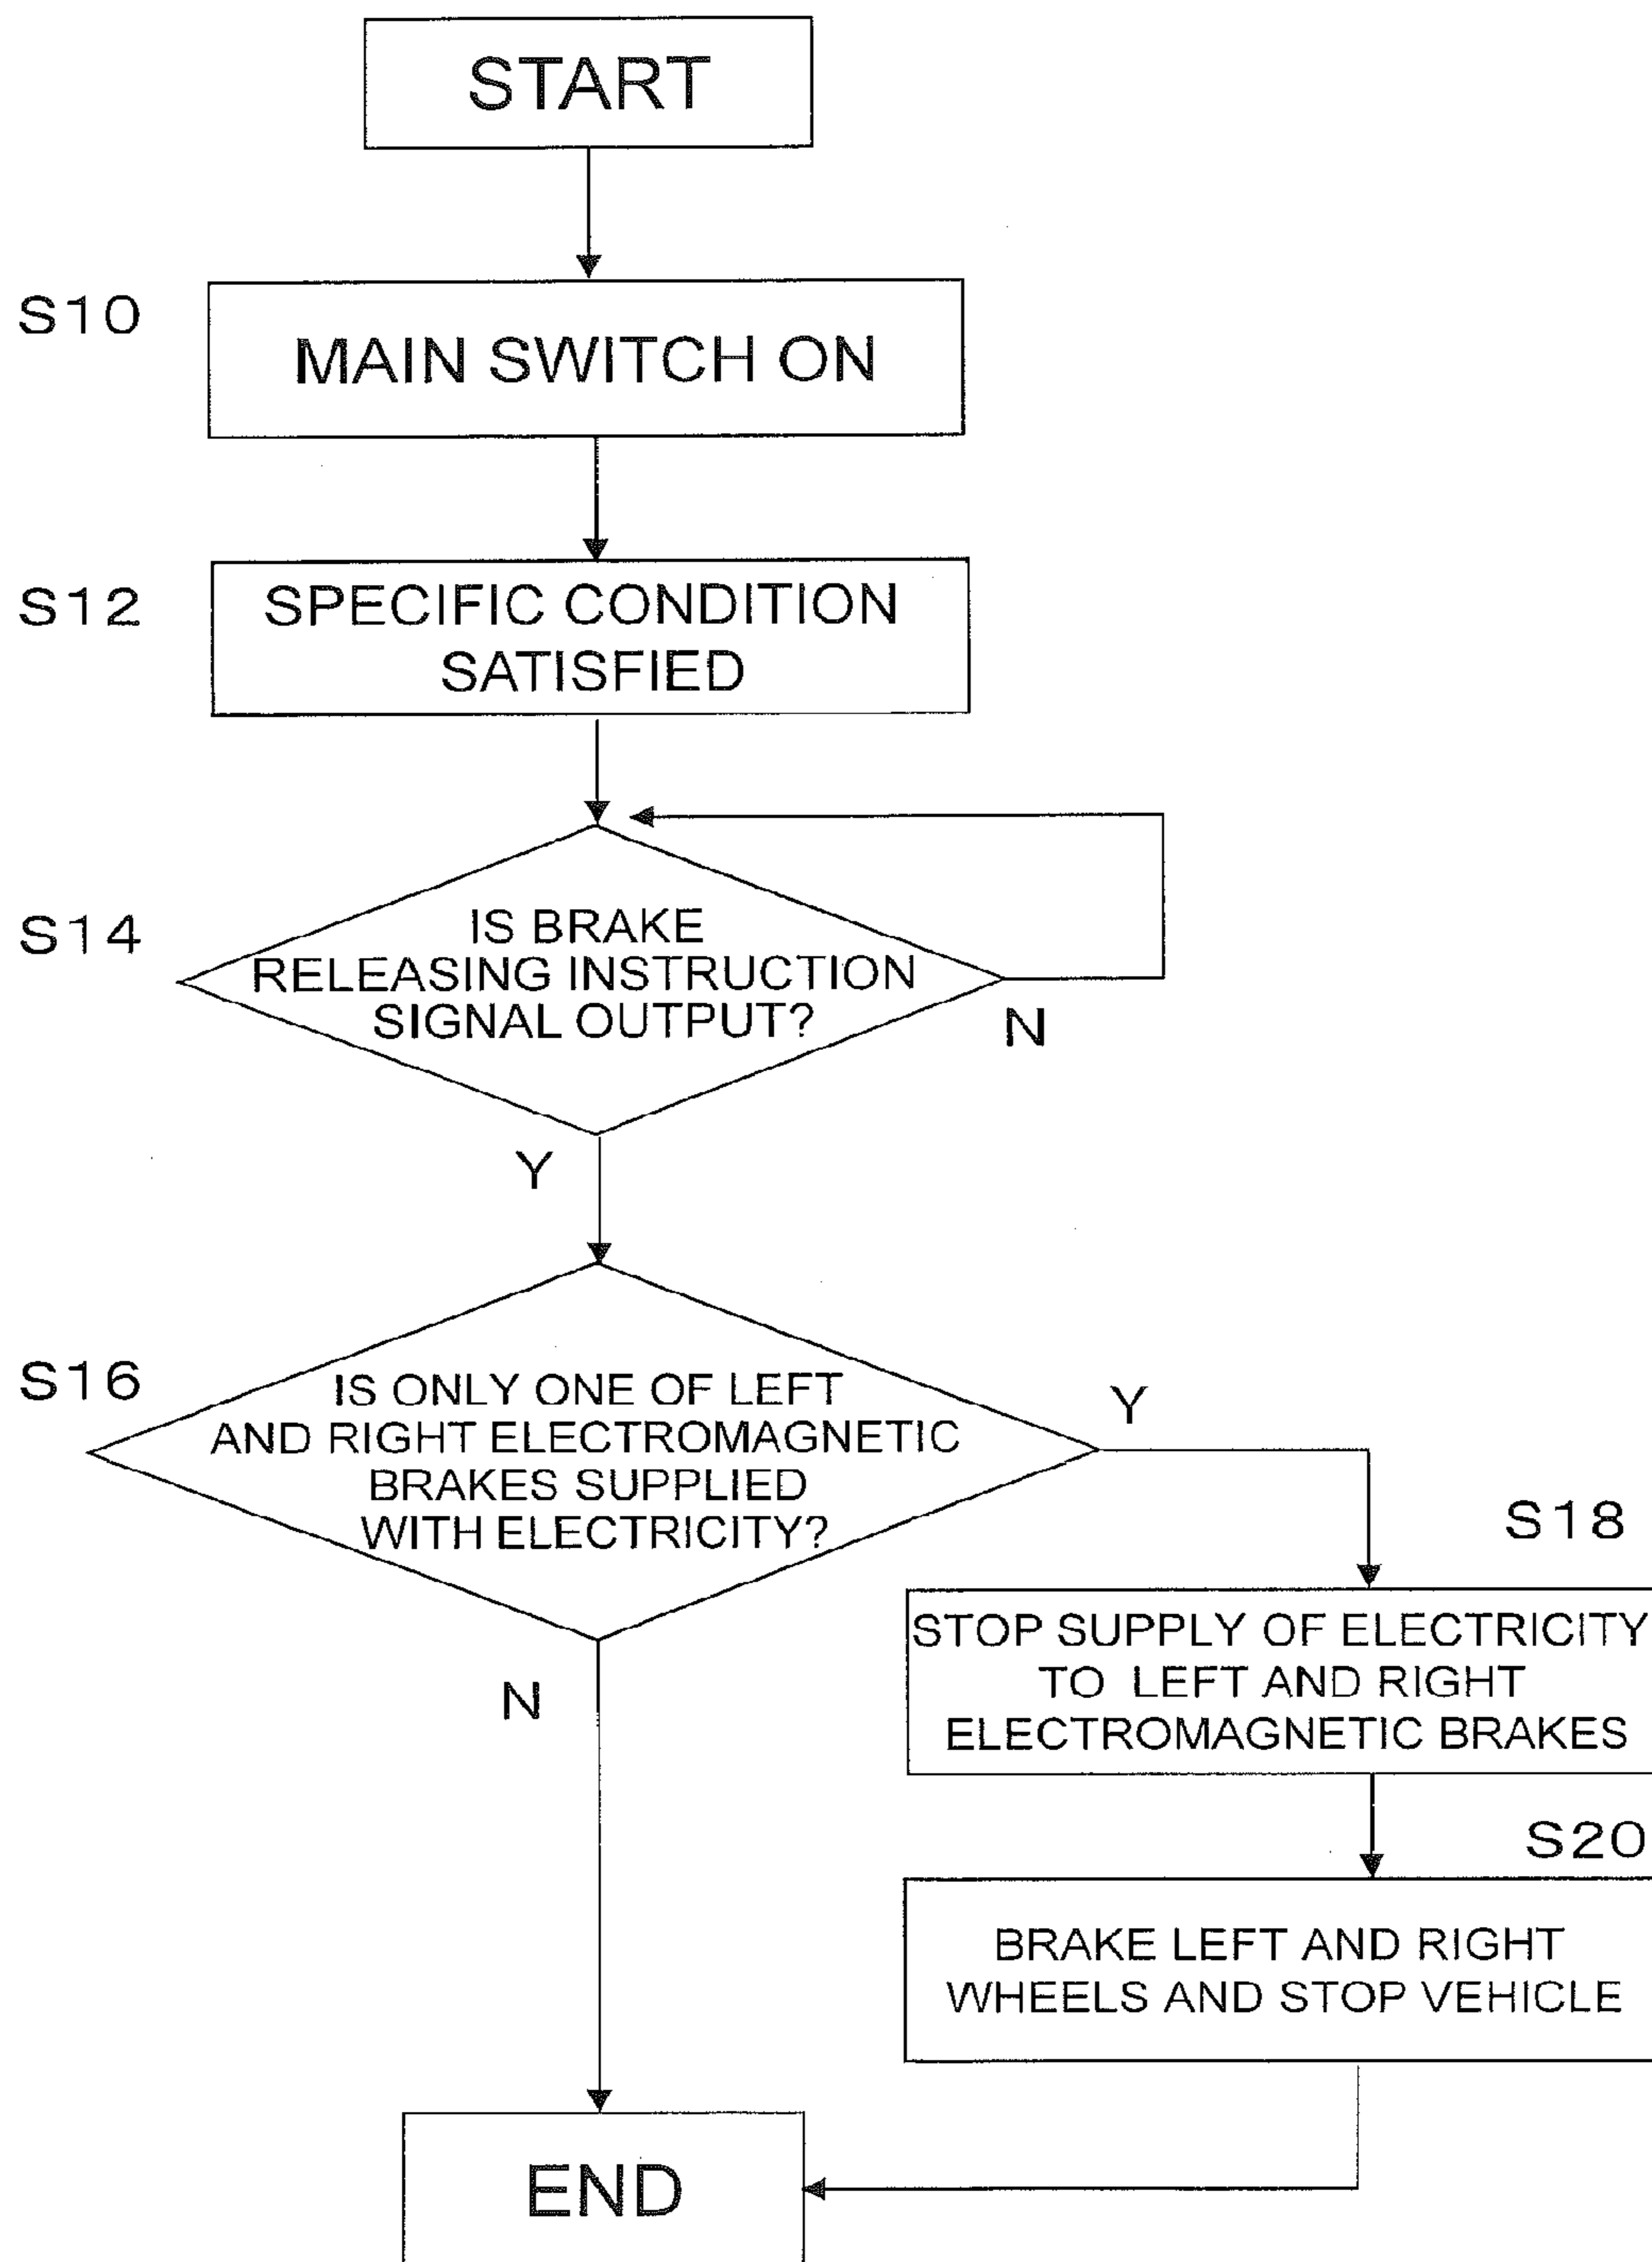 START
S10
MAIN SWITCH ON
S12
SPECIFIC CONDITION
SATISFIED
S14
IS BRAKE
RELEASING INSTRUCTION
SIGNAL OUTPUT?
N
Y
S16
IS ONLY ONE OF LEFT
AND RIGHT ELECTROMAGNETIC
BRAKES SUPPLIED
WITH ELECTRICITY?
Y
N
S18
STOP SUPPLY OF ELECTRICITY
TO LEFT AND RIGHT
ELECTROMAGNETIC BRAKES
S20
BRAKE LEFT AND RIGHT
WHEELS AND STOP VEHICLE
END